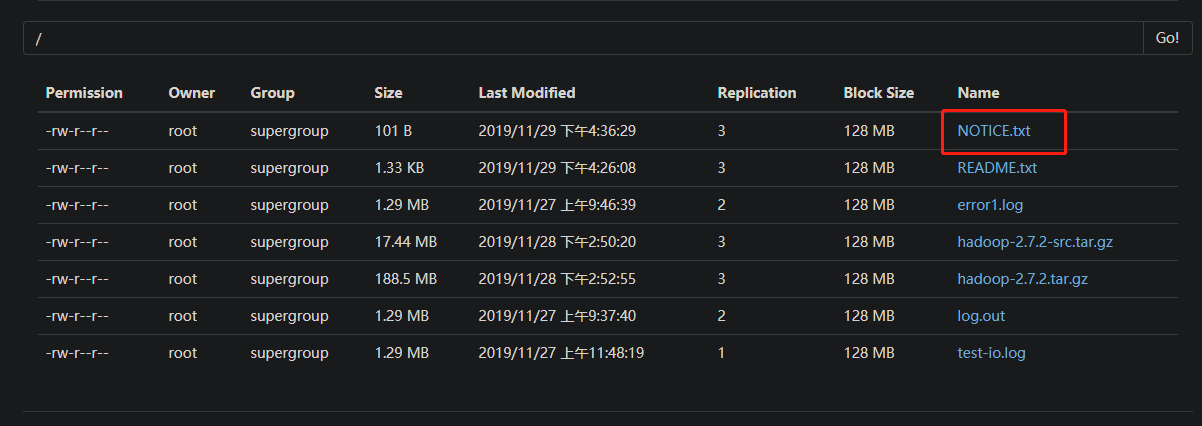 / Go!
Permission Owner Group Size Last Modified Replication Block Size Name
-rw-r--r-- root supergroup 101 B 2019/11/29 下午4:36:29 3 128 MB NOTICE.txt
-rw-r--r-- root supergroup 1.33 KB 2019/11/29 下午4:26:08 3 128 MB README.txt
-rw-r--r-- root supergroup 1.29 MB 2019/11/27 上午9:46:39 2 128 MB error1.log
-rw-r--r-- root supergroup 17.44 MB 2019/11/28 下午2:50:20 3 128 MB hadoop-2.7.2-src.tar.gz
-rw-r--r-- root supergroup 188.5 MB 2019/11/28 下午2:52:55 3 128 MB hadoop-2.7.2.tar.gz
-rw-r--r-- root supergroup 1.29 MB 2019/11/27 上午9:37:40 2 128 MB log.out
-rw-r--r-- root supergroup 1.29 MB 2019/11/27 上午11:48:19 1 128 MB test-io.log